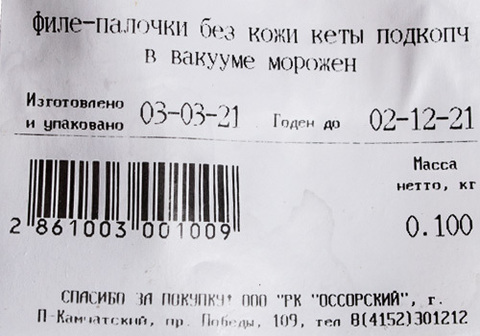 филе-палочки без кожи кеты подкопч
в вакууме морожен
Изготовлено
и упаковано 03-03-21 Годен до 02-12-21
Масса
нетто, кг
2 861003 001009 0.100
СПАСИБО ЗА ПОКУПКУ! ООО "РК "ОССОРСКИЙ", г.
П-Камчатский, пр. Победы, 109, тел 8(4152)301212